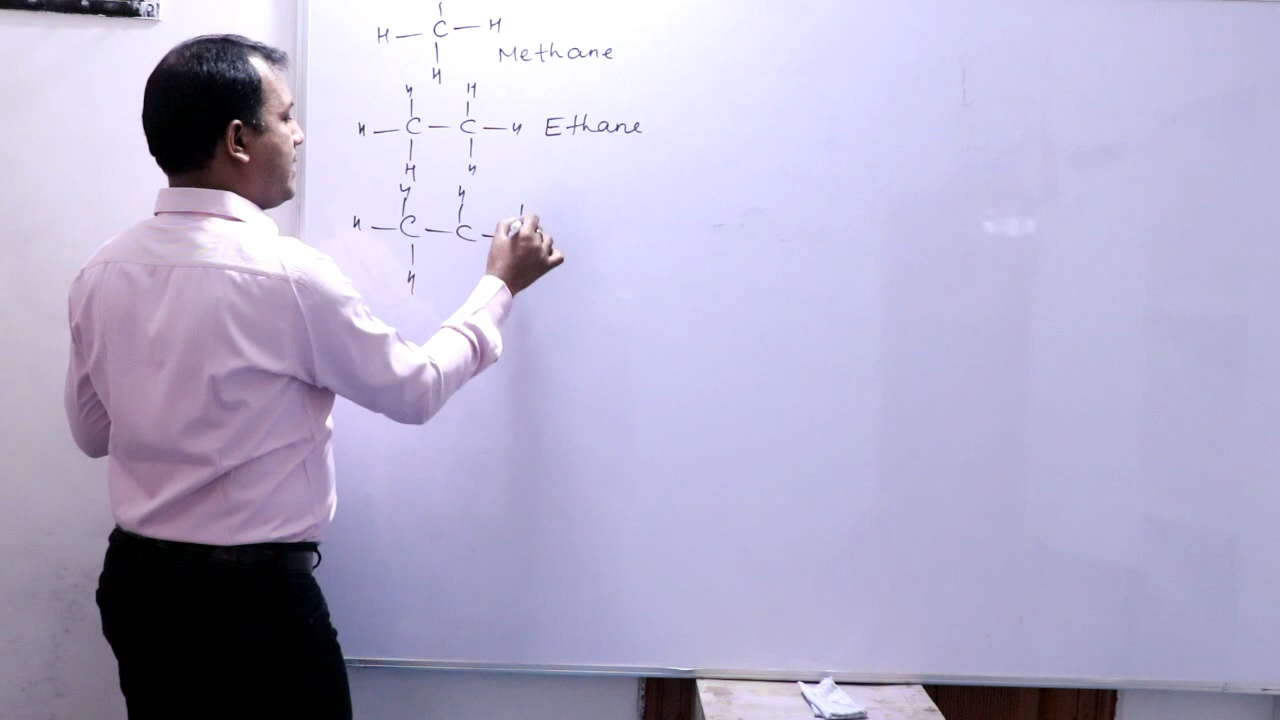 H — C — H
H
Methane
H H
H — C — C — H Ethane
H H
H H
H — C — C —
H